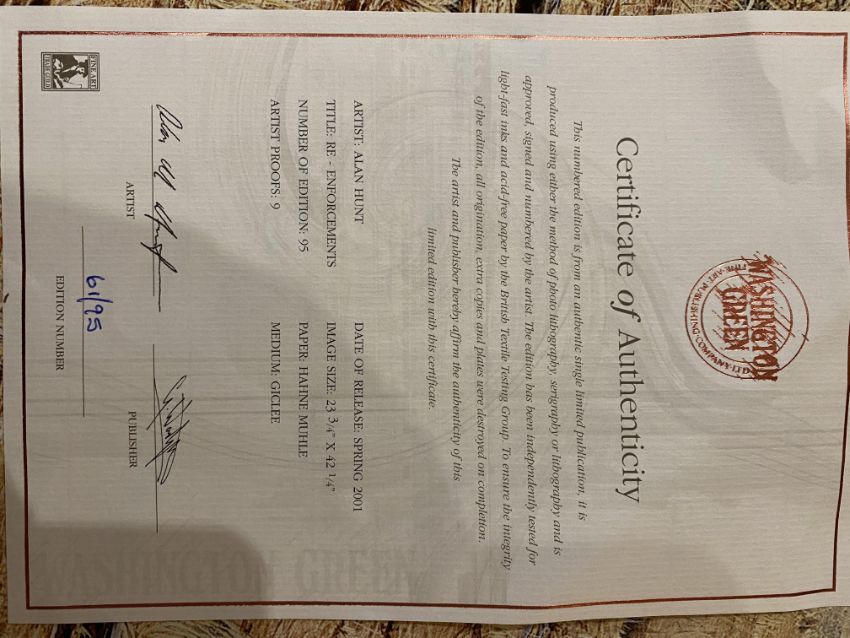 WASHINGTON
GREEN
FINE·ART·PUBLISHING·COMPANY·LTD
Certificate of Authenticity
This numbered edition is from an authentic single limited publication, it is
produced using either the method of photo lithography, serigraphy or lithography and is
approved, signed and numbered by the artist. The edition has been independently tested for
light-fast inks and acid-free paper by the British Textile Testing Group. To ensure the integrity
of the edition, all origination, extra copies and plates were destroyed on completion.
The artist and publisher hereby affirm the authenticity of this
limited edition with this certificate.
ARTIST: ALAN HUNT
DATE OF RELEASE: SPRING 2001
TITLE: RE - ENFORCEMENTS
IMAGE SIZE: 23 3/4" X 42 1/4"
NUMBER OF EDITION: 95
PAPER: HAHNE MUHLE
ARTIST PROOFS: 9
MEDIUM: GICLEE
ARTIST
PUBLISHER
61/95
EDITION NUMBER
FINE ART
TRADE GUILD
WASHINGTON GREEN